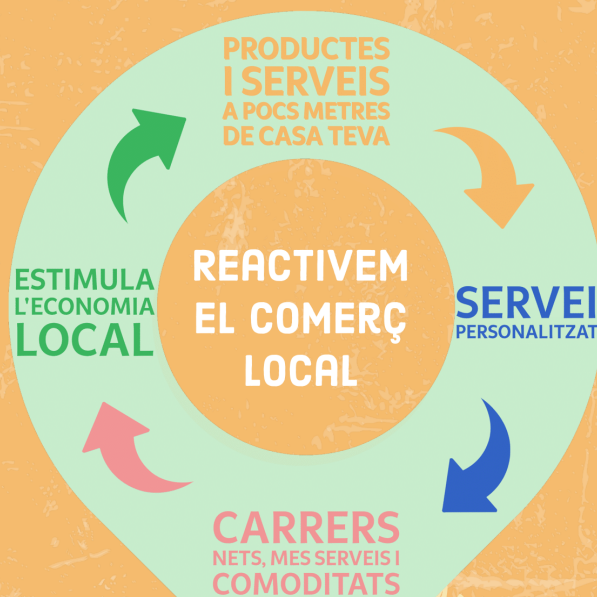 PRODUCTES
I SERVEIS
A POCS METRES
DE CASA TEVA
SERVEI
PERSONALITZAT
CARRERS
NETS, MES SERVEIS I
COMODITATS
ESTIMULA
L'ECONOMIA
LOCAL
REACTIVEM
EL COMERÇ
LOCAL